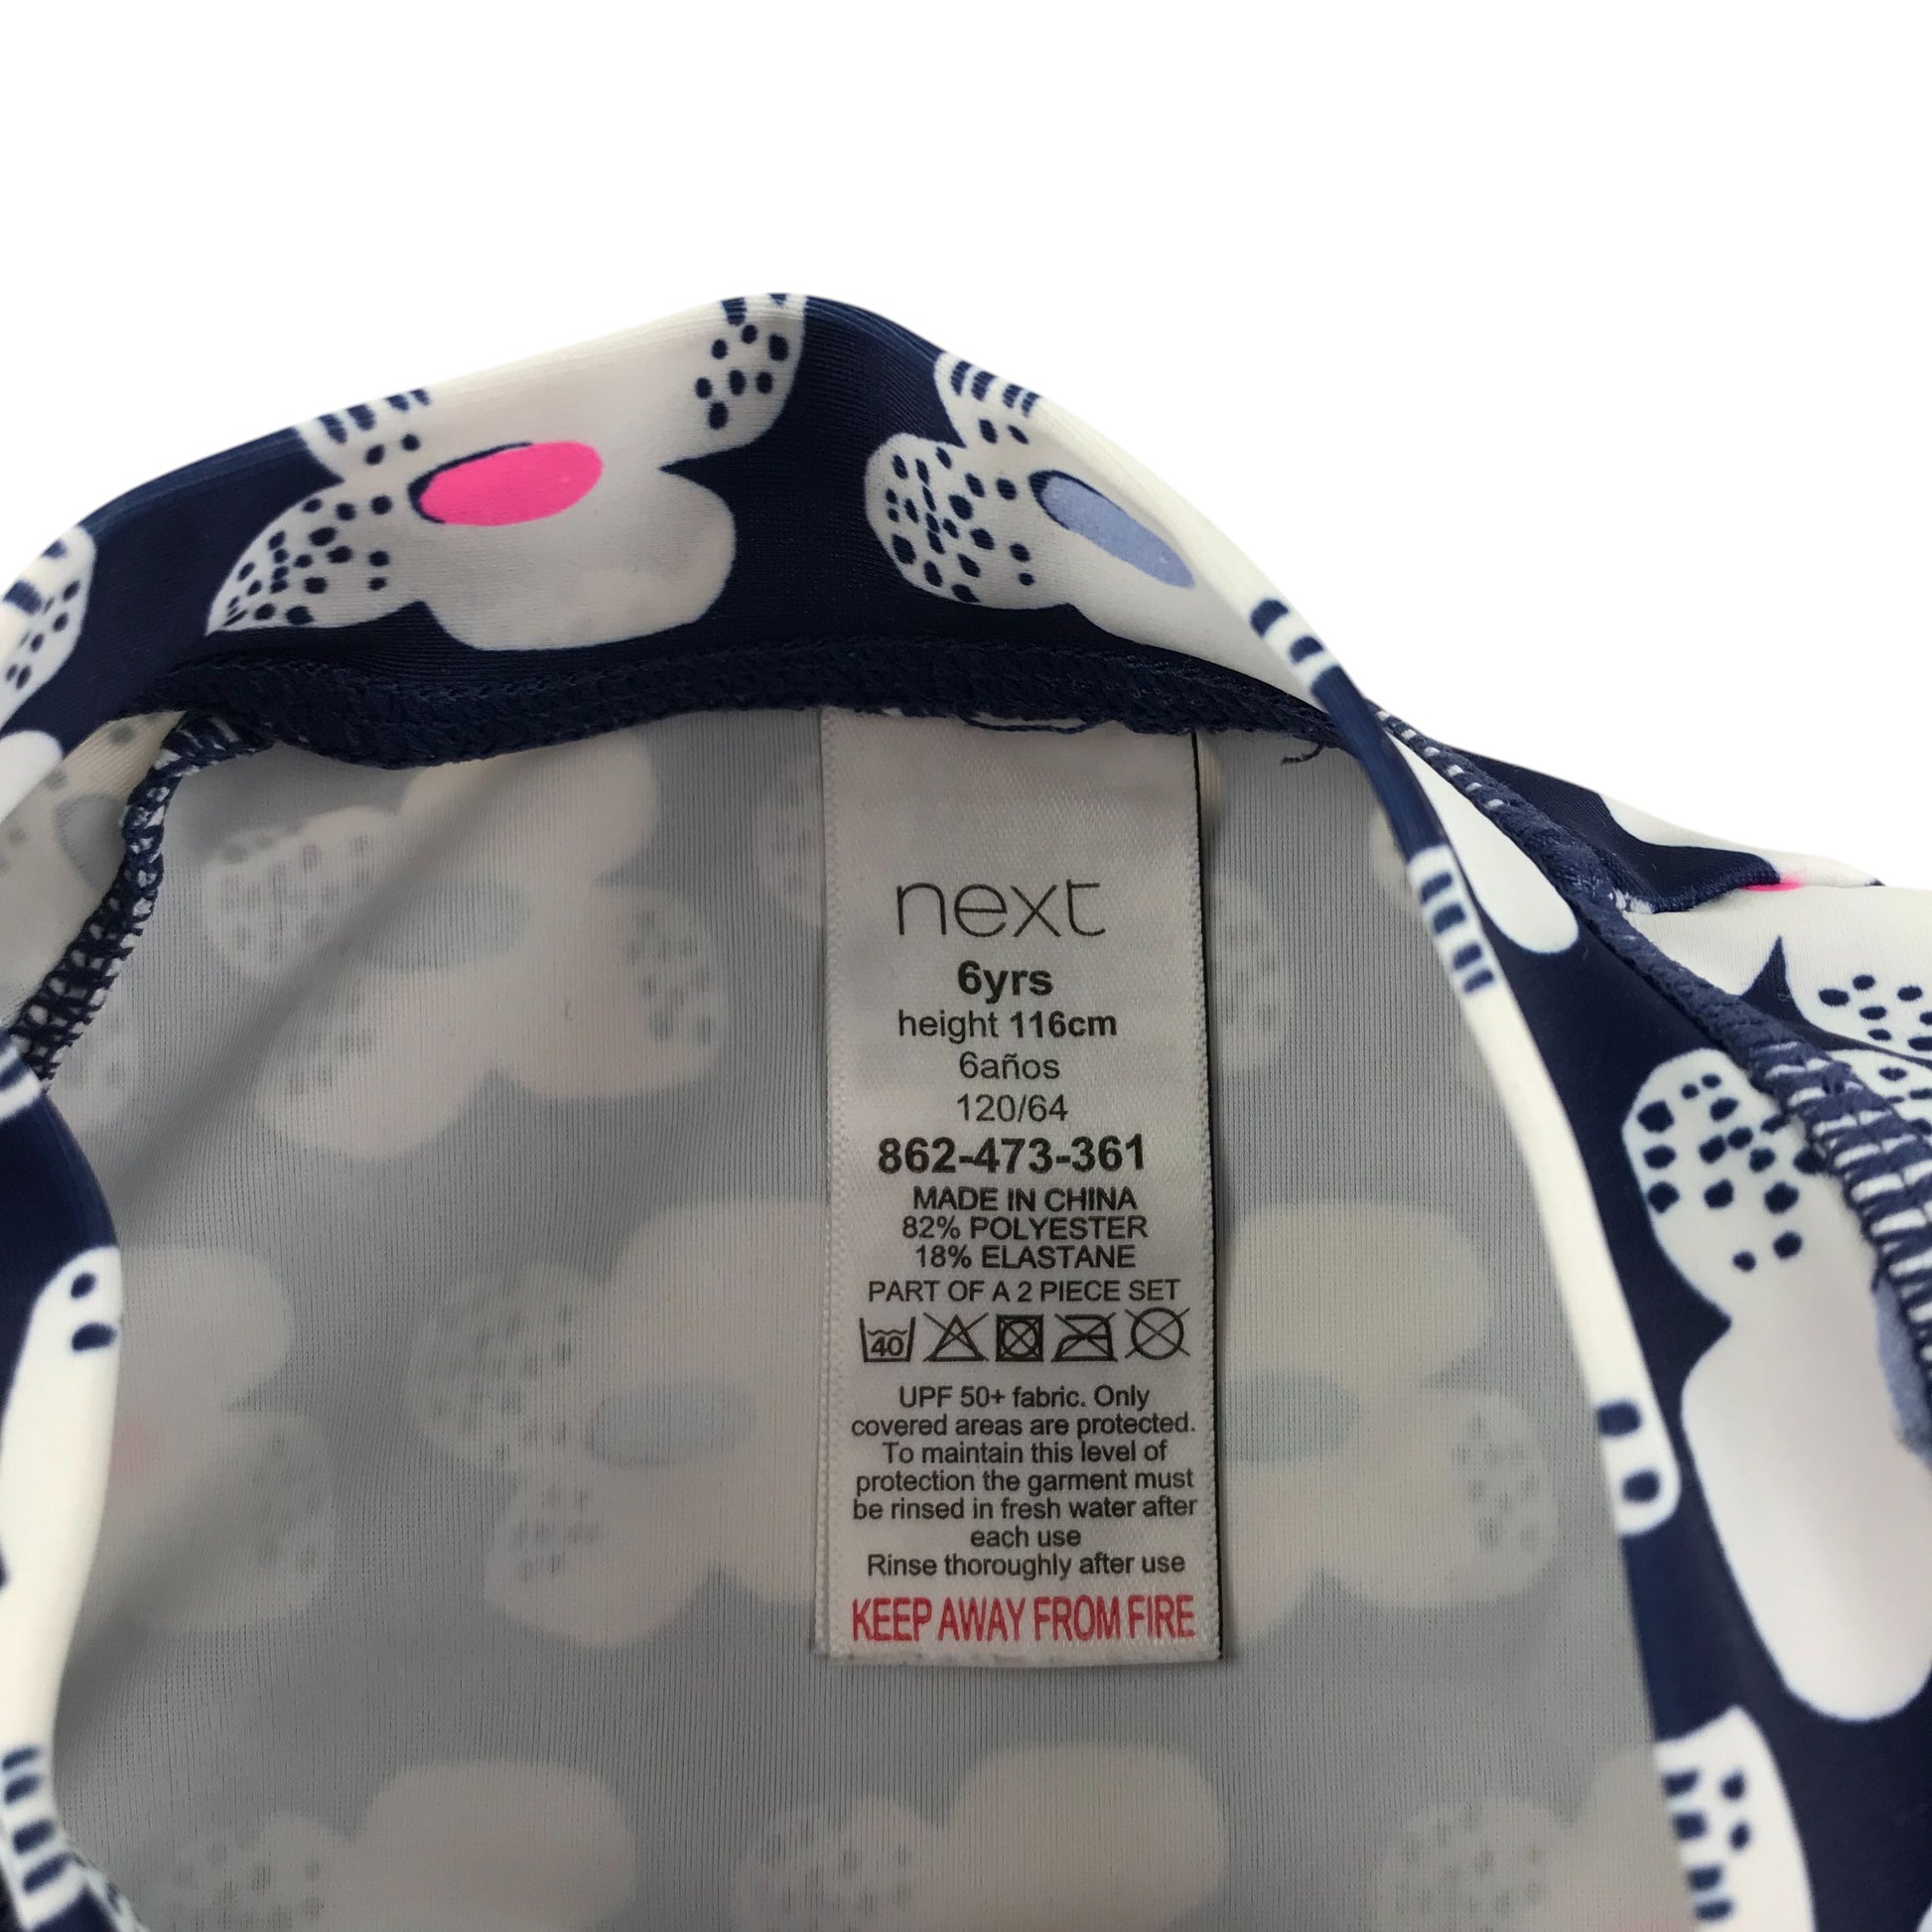 next
6yrs
height 116cm
6años
120/64
862-473-361
MADE IN CHINA
82% POLYESTER
18% ELASTANE
PART OF A 2 PIECE SET
40
UPF 50+ fabric. Only
covered areas are protected.
To maintain this level of
protection the garment must
be rinsed in fresh water after
each use
Rinse thoroughly after use
KEEP AWAY FROM FIRE